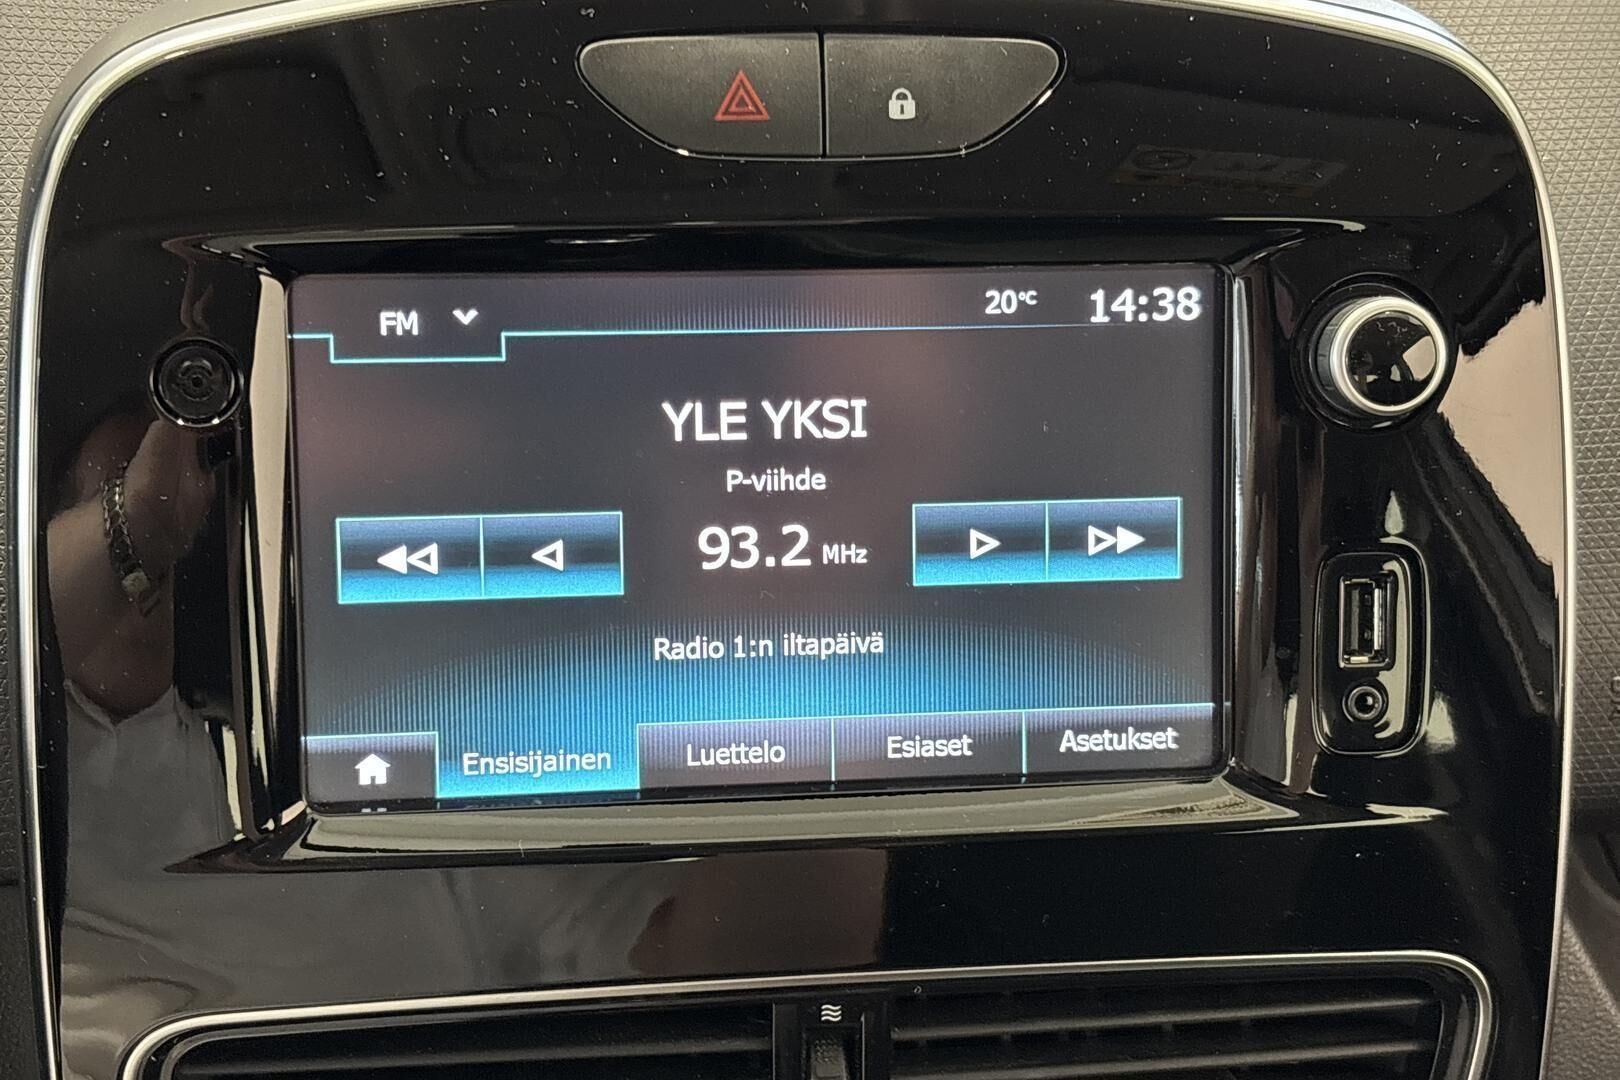 FM
20°C 14:38
YLE YKSI
P-viihde
93.2 MHz
Radio 1:n iltapäivä
Ensisijainen Luettelo Esiaset Asetukset